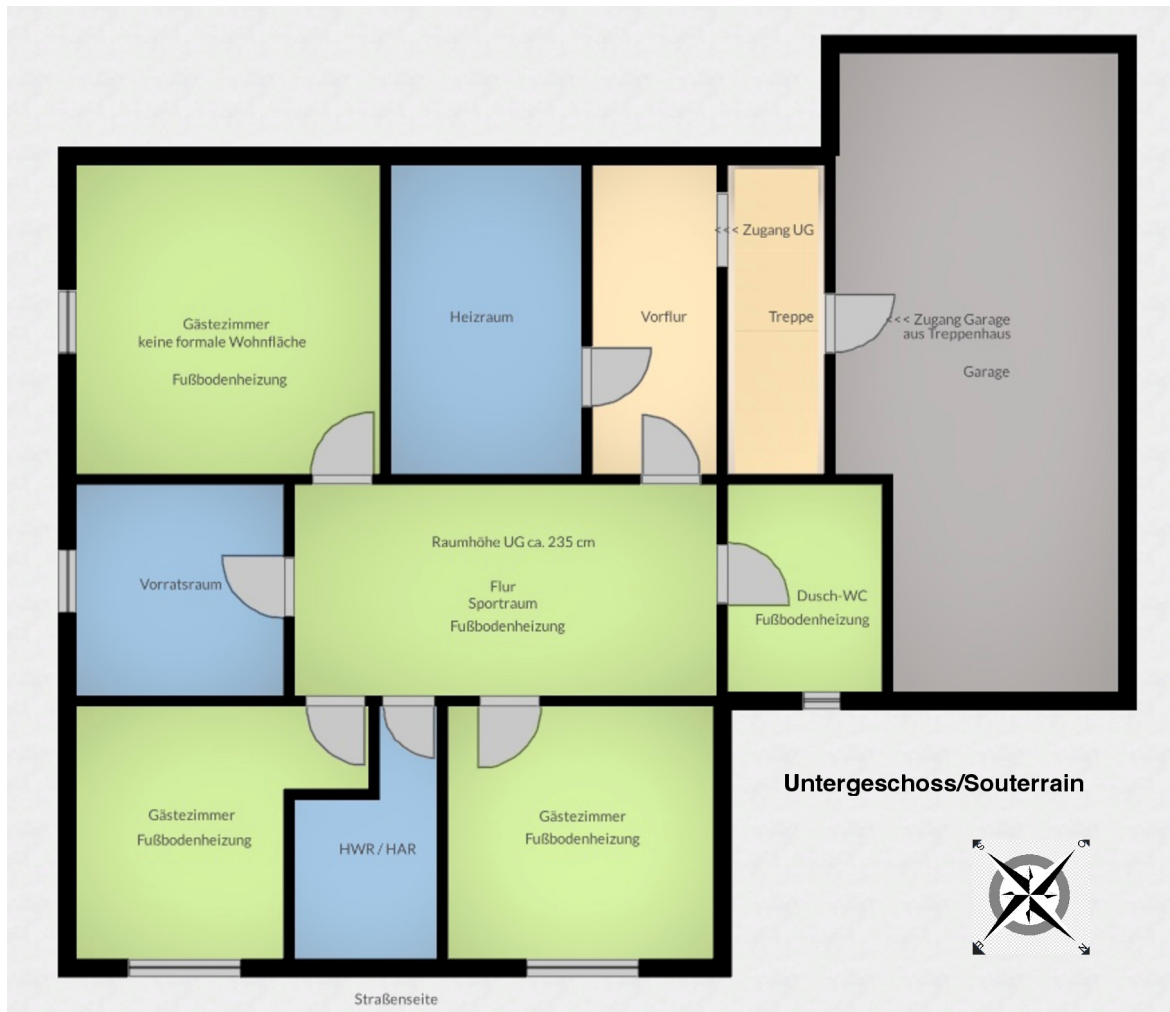 <<< Zugang UG
Gästezimmer
keine formale Wohnfläche
Fußbodenheizung
Heizraum
Vorflur
Treppe
<<< Zugang Garage
aus Treppenhaus
Garage
Raumhöhe UG ca. 235 cm
Flur
Sportraum
Fußbodenheizung
Vorratsraum
Dusch-WC
Fußbodenheizung
Untergeschoss/Souterrain
Gästezimmer
Fußbodenheizung
HWR / HAR
Gästezimmer
Fußbodenheizung
S
N
Straßenseite